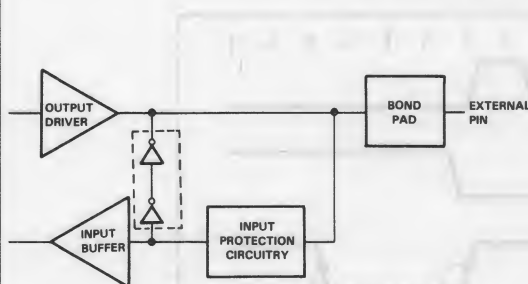 OUTPUT
DRIVER
BOND
PAD
EXTERNAL
PIN
INPUT
BUFFER
INPUT
PROTECTION
CIRCUITRY